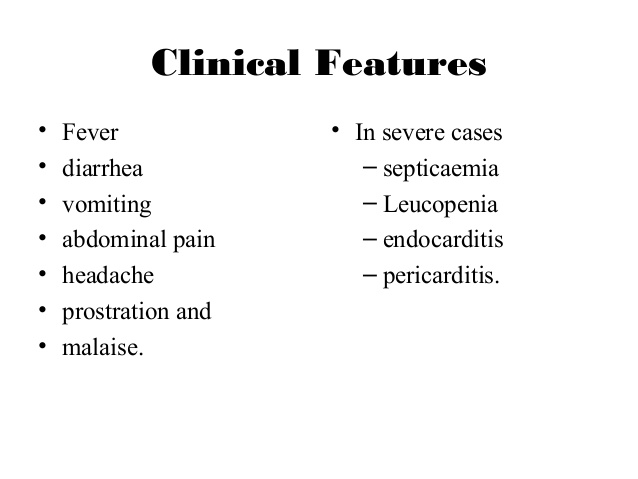 Clinical Features
• Fever
• diarrhea
• vomiting
• abdominal pain
• headache
• prostration and
• malaise.
• In severe cases
– septicaemia
– Leucopenia
– endocarditis
– pericarditis.